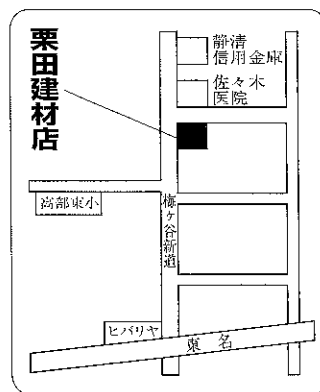 栗田建材店
静清
信用金庫
佐々木
医院
高部東小
梅ヶ谷新道
ヒバリヤ
東名